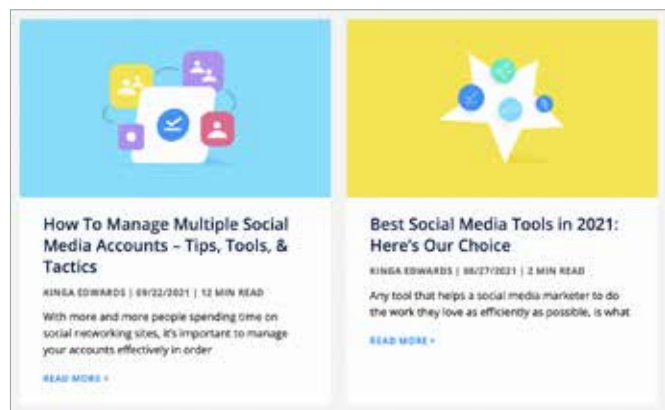 How To Manage Multiple Social
Media Accounts – Tips, Tools, &
Tactics
KINGA EDWARDS | 09/22/2021 | 12 MIN READ
With more and more people spending time on
social networking sites, it's important to manage
your accounts effectively in order
READ MORE »
Best Social Media Tools in 2021:
Here's Our Choice
KINGA EDWARDS | 08/27/2021 | 2 MIN READ
Any tool that helps a social media marketer to do
the work they love as efficiently as possible, is what
READ MORE »